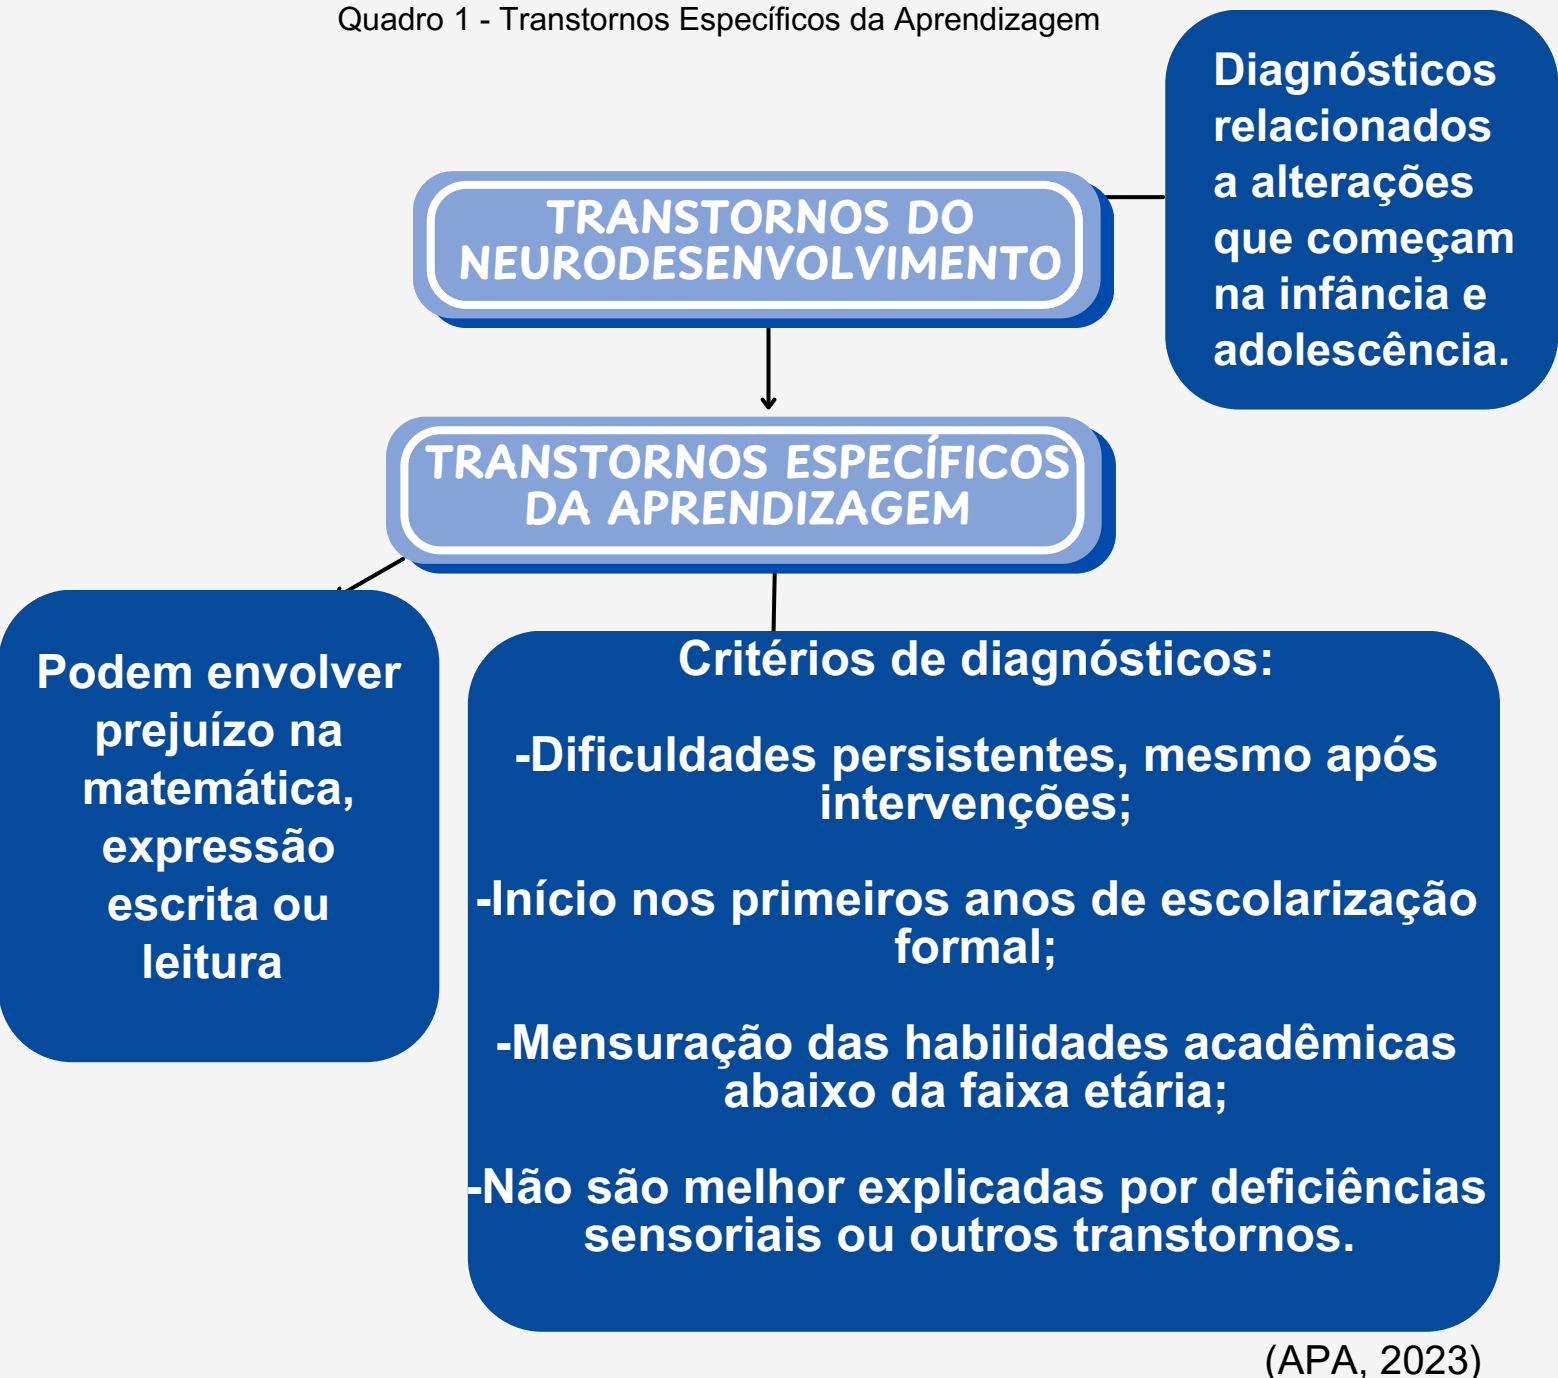 Quadro 1 - Transtornos Específicos da Aprendizagem
Diagnósticos
relacionados
a alterações
que começam
na infância e
adolescência.
TRANSTORNOS DO
NEURODESENVOLVIMENTO
TRANSTORNOS ESPECÍFICOS
DA APRENDIZAGEM
Podem envolver
prejuízo na
matemática,
expressão
escrita ou
leitura
Critérios de diagnósticos:
-Dificuldades persistentes, mesmo após
intervenções;
-Início nos primeiros anos de escolarização
formal;
-Mensuração das habilidades acadêmicas
abaixo da faixa etária;
-Não são melhor explicadas por deficiências
sensoriais ou outros transtornos.
(APA, 2023)